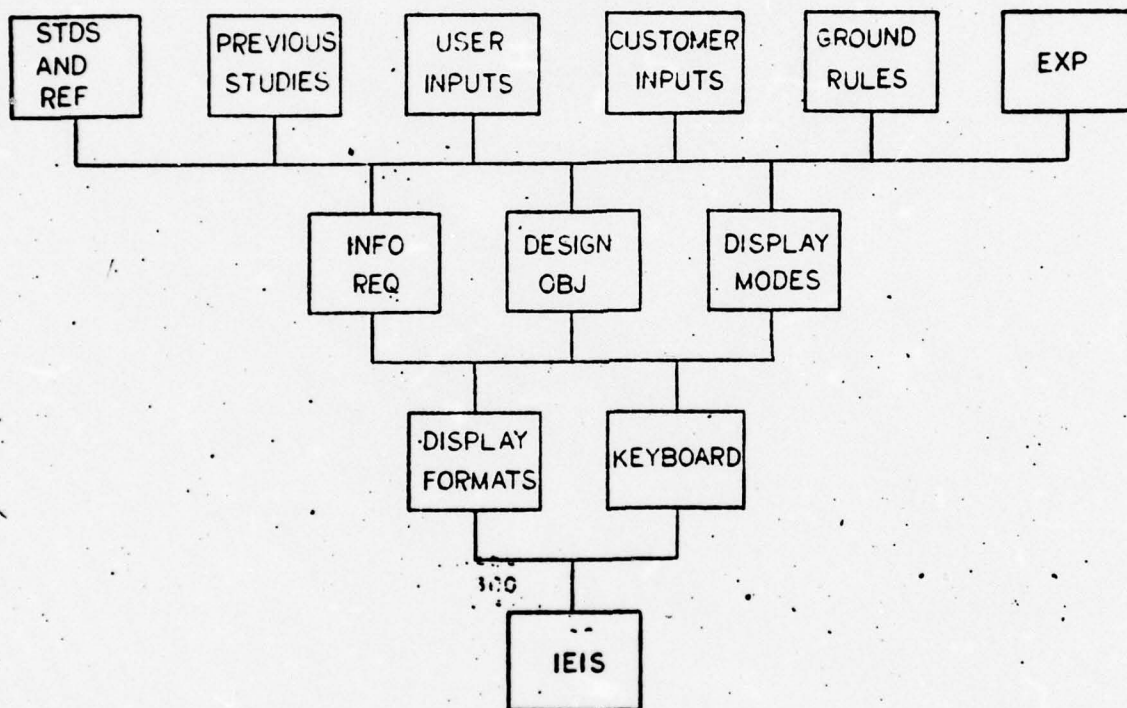 STDS
AND
REF
PREVIOUS
STUDIES
USER
INPUTS
CUSTOMER
INPUTS
GROUND
RULES
EXP
INFO
REQ
DESIGN
OBJ
DISPLAY
MODES
DISPLAY
FORMATS
KEYBOARD
IEIS